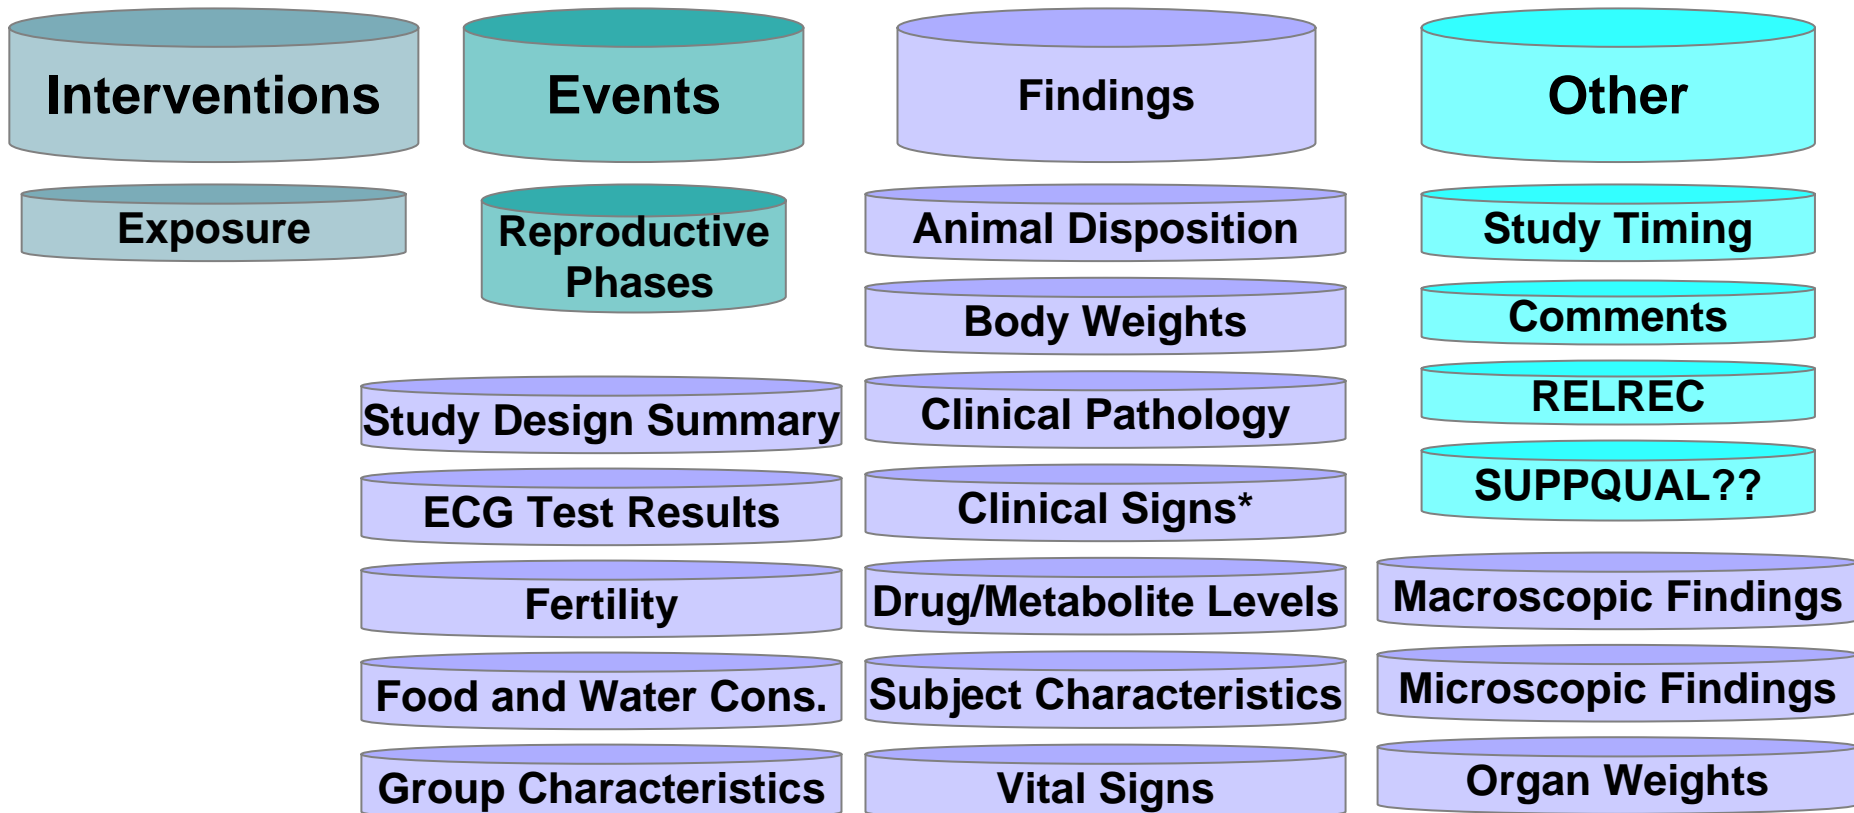 Interventions
Events
Findings
Other
Exposure
Reproductive
Phases
Animal Disposition
Study Timing
Body Weights
Comments
Study Design Summary
Clinical Pathology
RELREC
ECG Test Results
Clinical Signs*
SUPPQUAL??
Fertility
Drug/Metabolite Levels
Macroscopic Findings
Food and Water Cons.
Subject Characteristics
Microscopic Findings
Group Characteristics
Vital Signs
Organ Weights